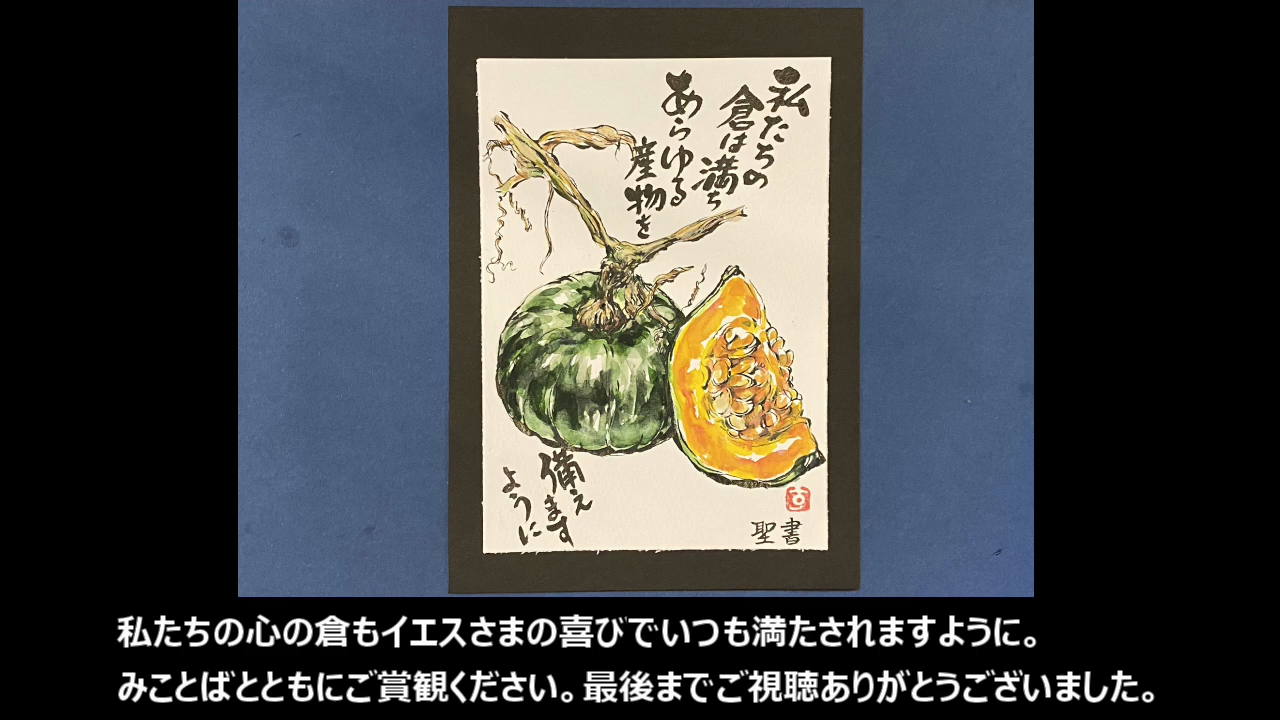 私たちの
倉は満ち
あらゆる
産物を
備えます
ように
聖書
私たちの心の倉もイエスさまの喜びでいつも満たされますように。
みことばとともにご賞観ください。最後までご視聴ありがとうございました。